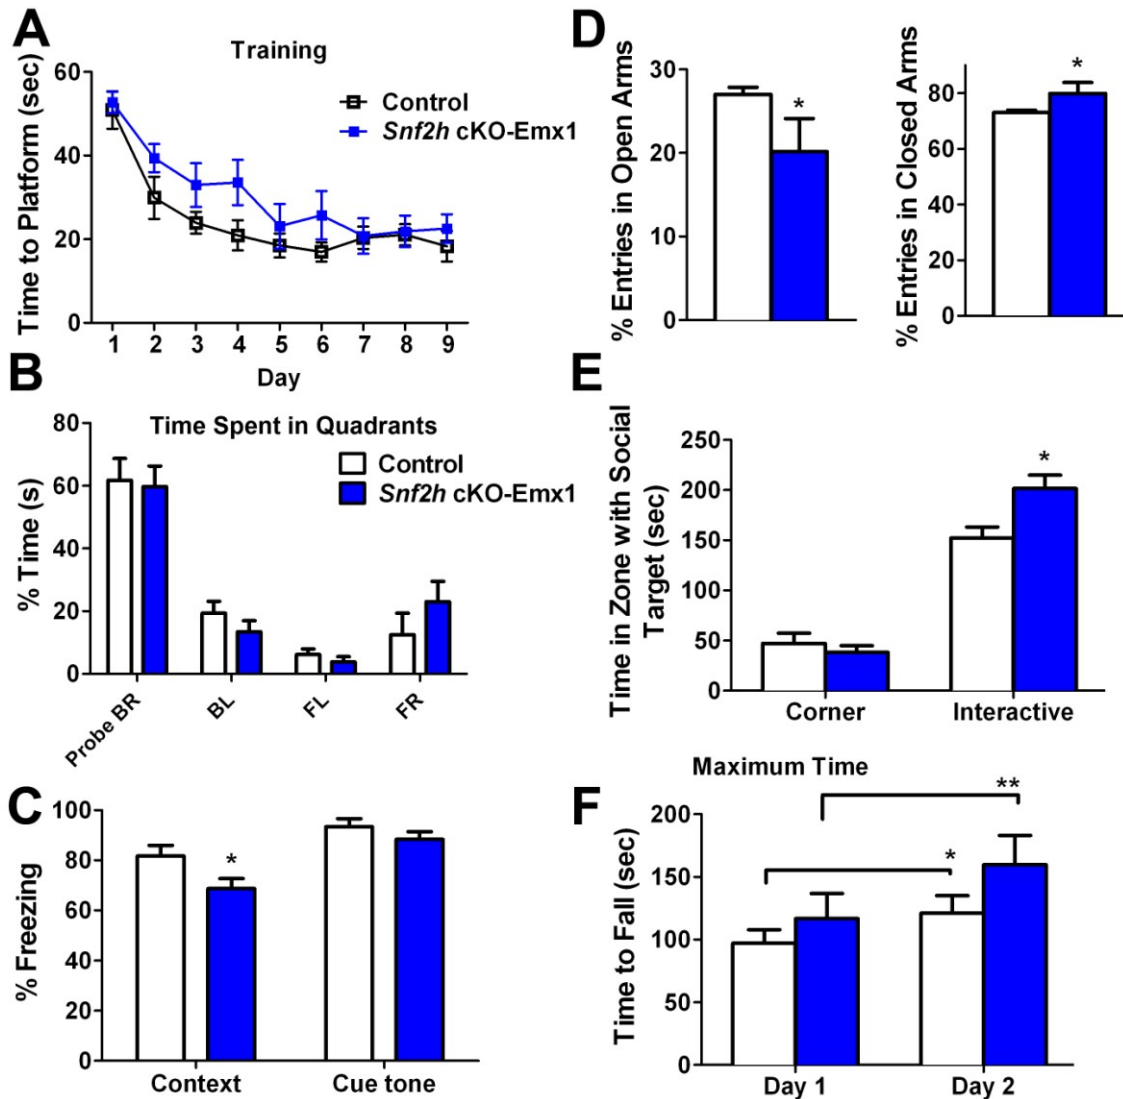 A
Training
Time to Platform (sec)
60
40
20
0
Control
Snf2h cKO-Emx1
1 2 3 4 5 6 7 8 9
Day
B
Time Spent in Quadrants
% Time (s)
80
60
40
20
0
Control
Snf2h cKO-Emx1
Probe BR
BL
FL
FR
C
% Freezing
100
80
60
40
20
0
*
Context
Cue tone
D
% Entries in Open Arms
30
20
10
0
*
% Entries in Closed Arms
80
60
40
20
0
*
E
Time in Zone with Social
Target (sec)
250
200
150
100
50
0
*
Corner
Interactive
F
Maximum Time
Time to Fall (sec)
200
150
100
50
0
*
**
Day 1
Day 2